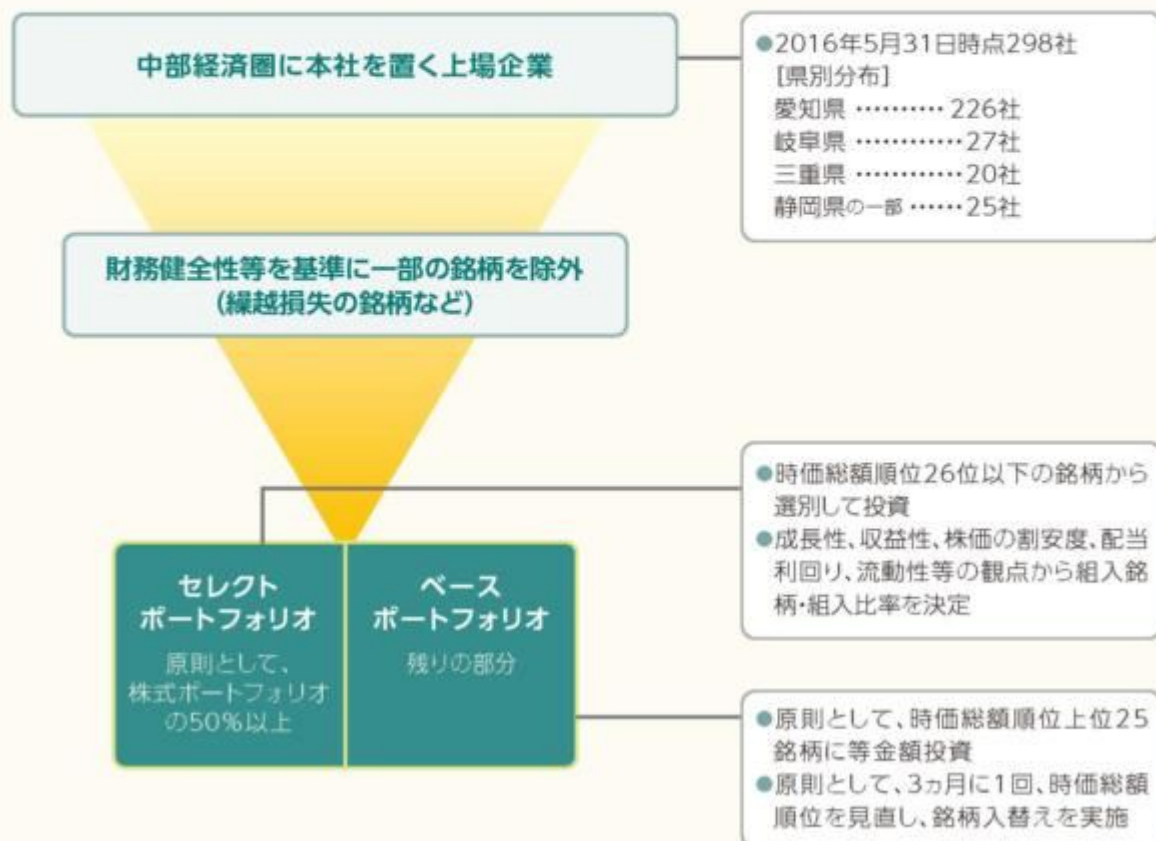 中部経済圏に本社を置く上場企業
●2016年5月31日時点298社
[県別分布]
愛知県 ………… 226社
岐阜県 …………27社
三重県 …………20社
静岡県の一部 ……25社
財務健全性等を基準に一部の銘柄を除外
(繰越損失の銘柄など)
●時価総額順位26位以下の銘柄から
選別して投資
●成長性、収益性、株価の割安度、配当
利回り、流動性等の観点から組入銘
柄・組入比率を決定
セレクト
ポートフォリオ
原則として、
株式ポートフォリオ
の50%以上
ベース
ポートフォリオ
残りの部分
●原則として、時価総額順位上位25
銘柄に等金額投資
●原則として、3ヵ月に1回、時価総額
順位を見直し、銘柄入替えを実施